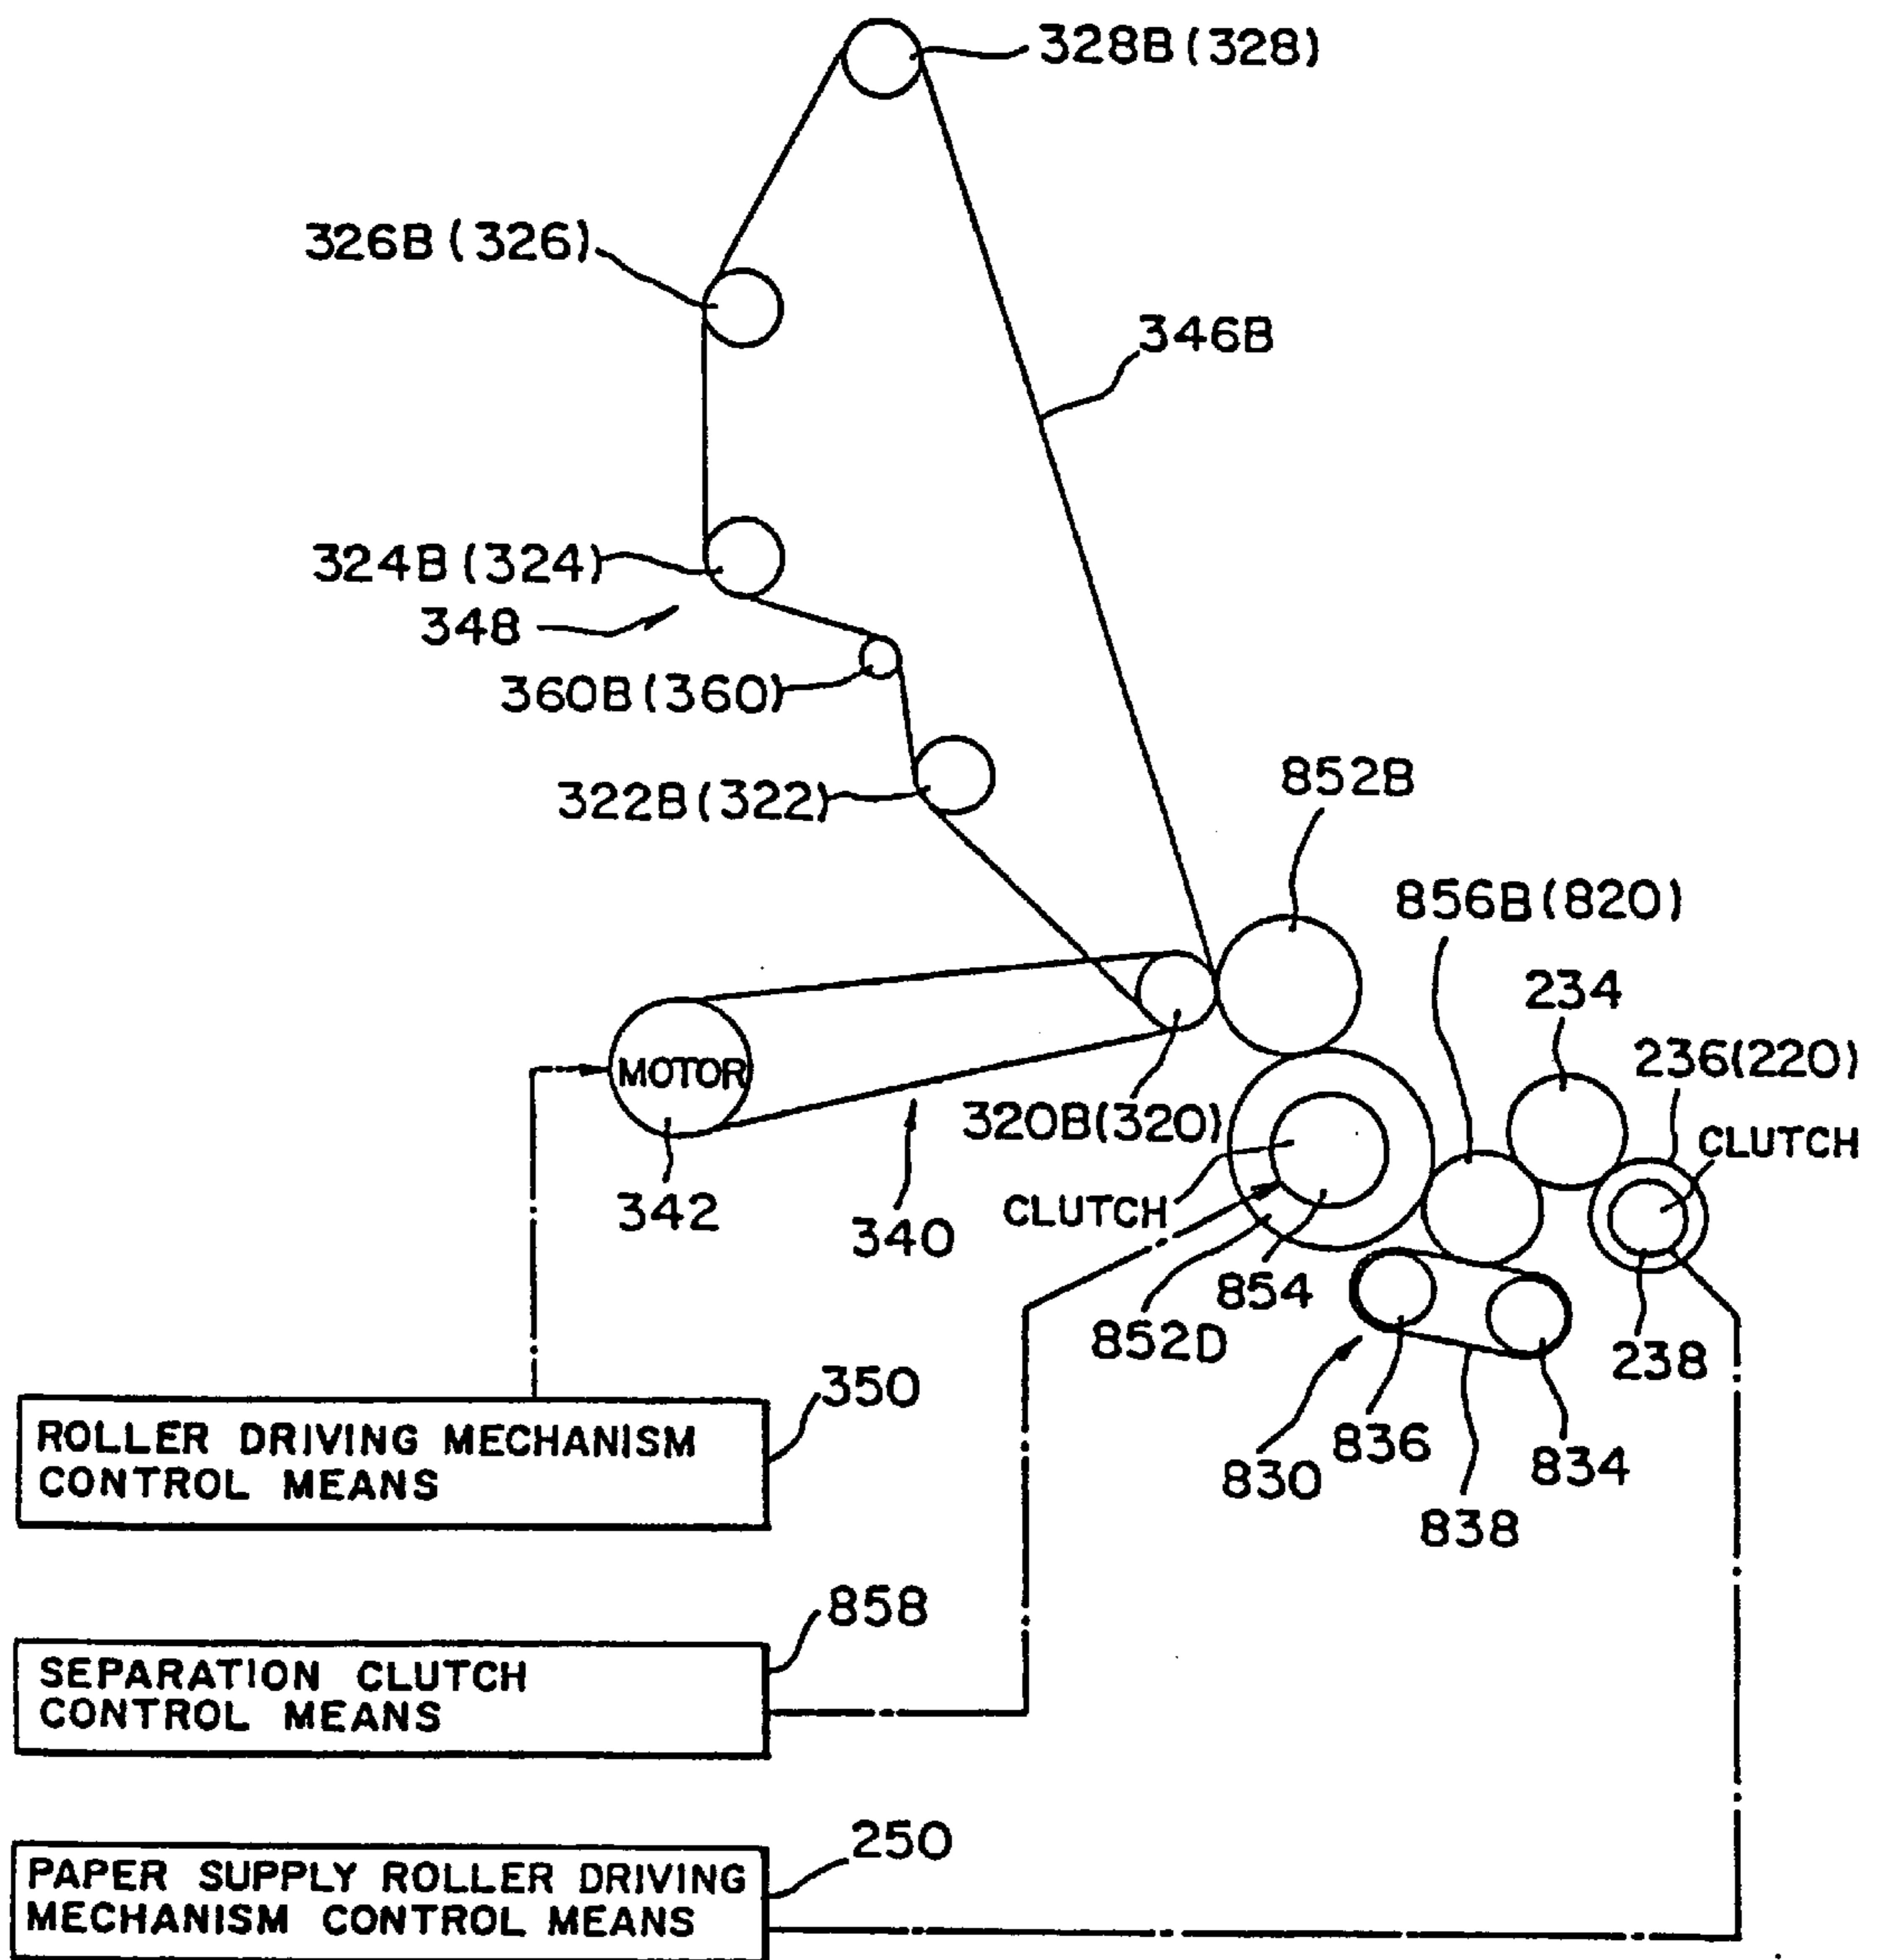 328B(328)
326B(326)
346B
324B(324)
348
360B(360)
322B(322)
852B
856B(820)
234
236(220)
MOTOR
320B(320)
CLUTCH
342
340
CLUTCH
854
852D
238
350
ROLLER DRIVING MECHANISM
CONTROL MEANS
836
830
834
838
858
SEPARATION CLUTCH
CONTROL MEANS
250
PAPER SUPPLY ROLLER DRIVING
MECHANISM CONTROL MEANS